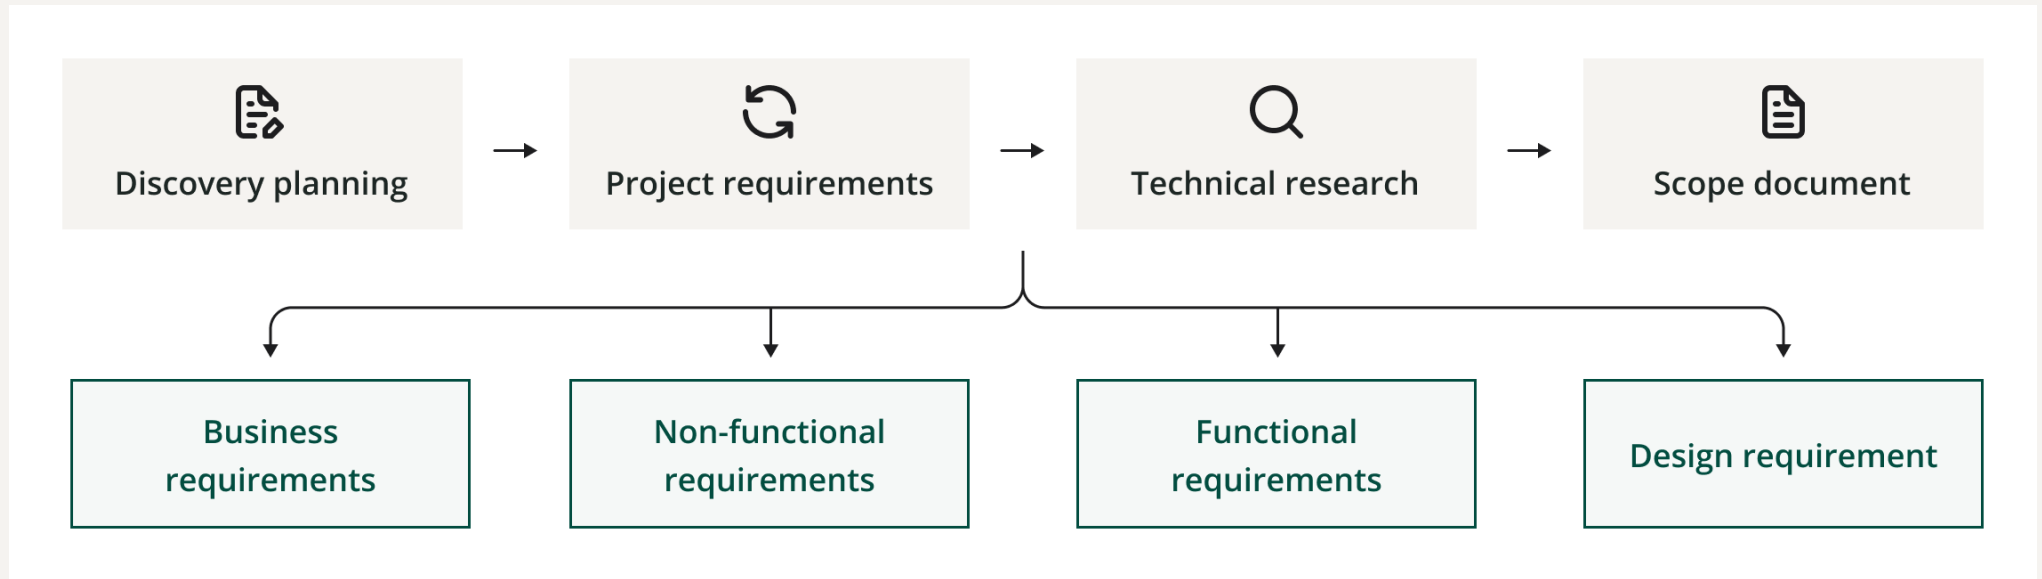 Discovery planning
Project requirements
Technical research
Scope document
Business
requirements
Non-functional
requirements
Functional
requirements
Design requirement